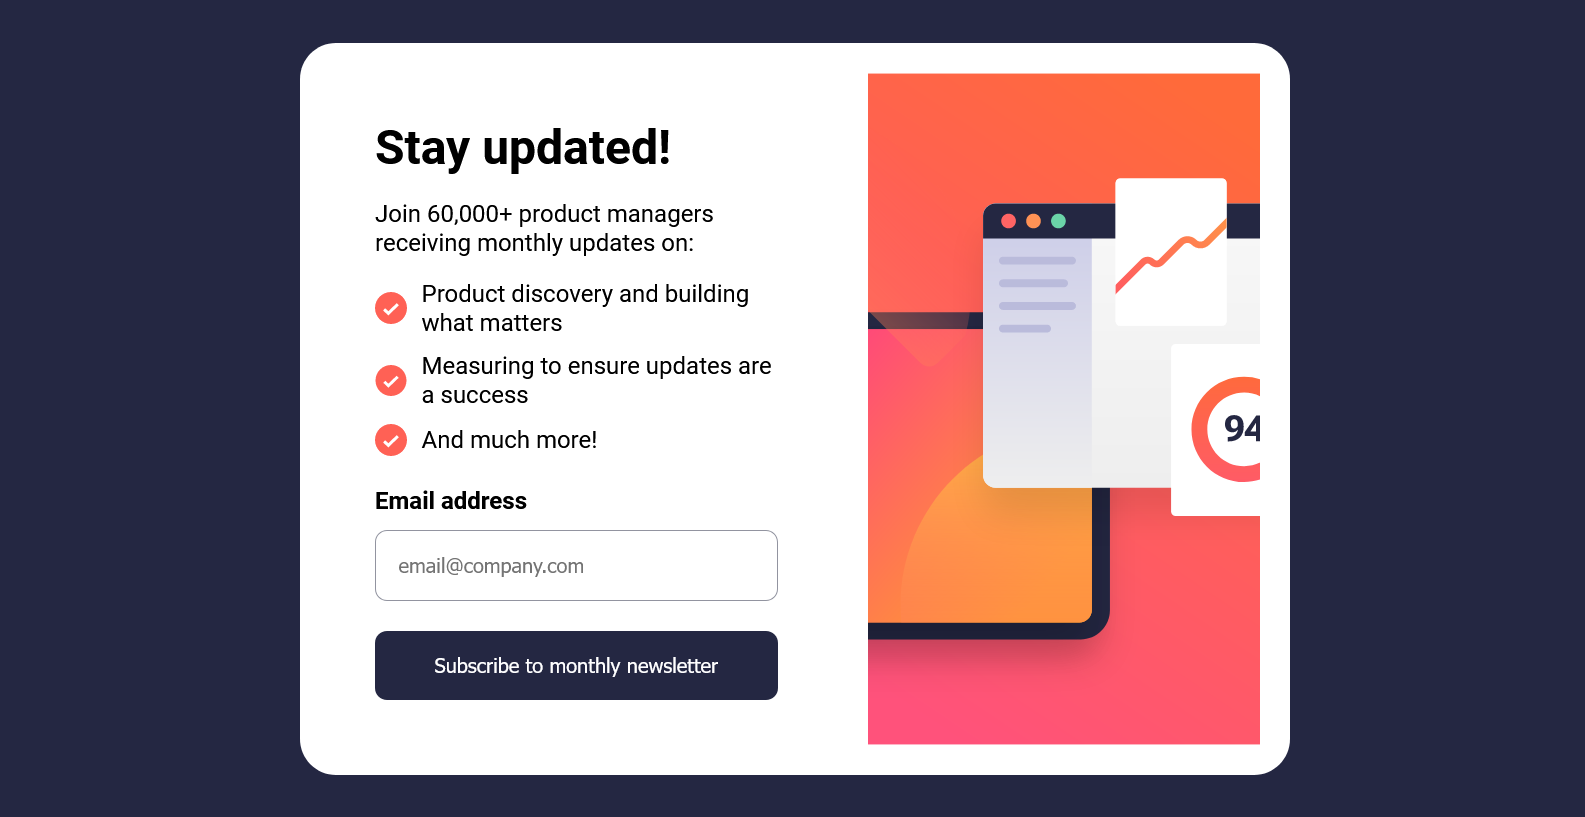 Stay updated!
Join 60,000+ product managers
receiving monthly updates on:
Product discovery and building
what matters
Measuring to ensure updates are
a success
And much more!
Email address
email@company.com
Subscribe to monthly newsletter
94